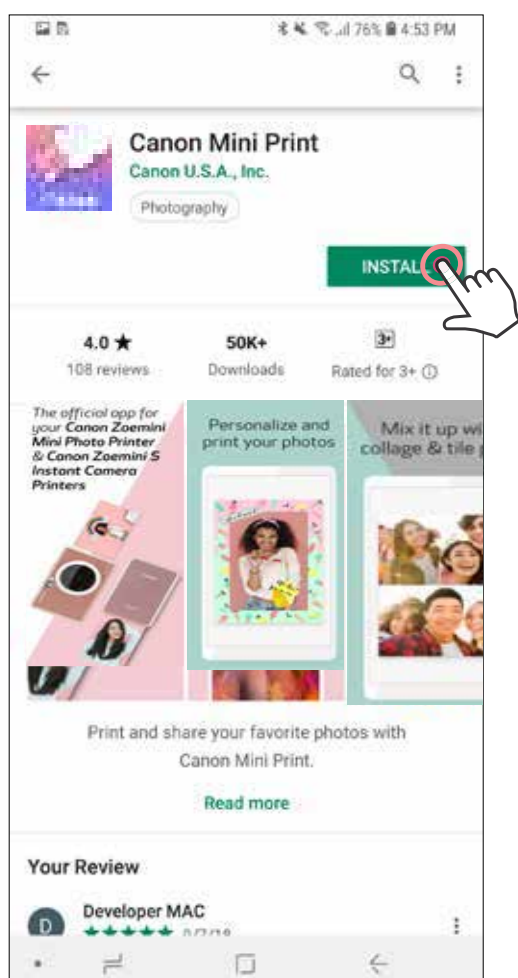 76% 4:53 PM
Canon Mini Print
Canon U.S.A., Inc.
Photography
INSTALL
4.0 ★ 50K+ 3+
108 reviews Downloads Rated for 3+
The official app for
your Canon Zoemini
Mini Photo Printer
& Canon Zoemini S
Instant Camera
Printers
Personalize and
print your photos
Mix it up wi
collage & tile
Print and share your favorite photos with
Canon Mini Print.
Read more
Your Review
D
Developer MAC
★★★★★